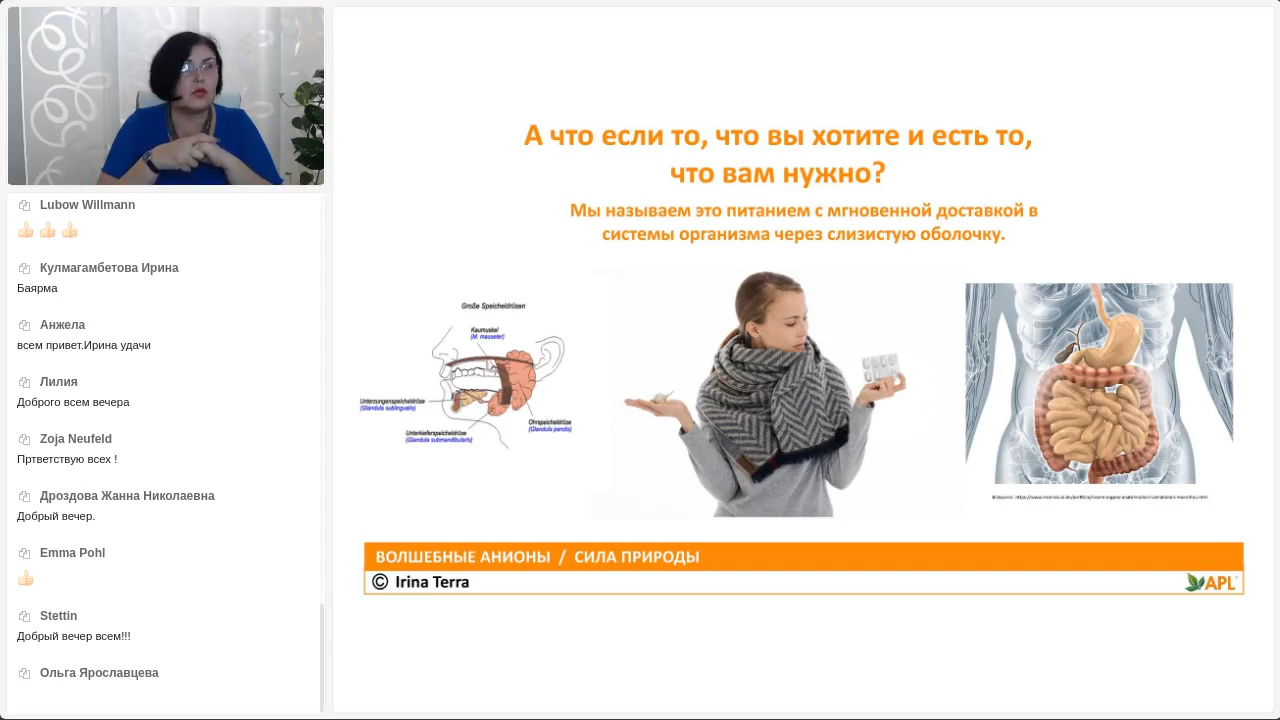 Lubow Willmann
Кулмагамбетова Ирина
Баярма
Анжела
всем привет.Ирина удачи
Лилия
Доброго всем вечера
Zoja Neufeld
Дроздова Жанна Николаевна
Добрый вечер.
Emma Pohl
Stettin
Добрый вечер всем!!!
Ольга Ярославцева
А что если то, что вы хотите и есть то,
что вам нужно?
Мы называем это питанием с мгновенной доставкой в
системы организма через слизистую оболочку.
Große Speicheldrüsen
Kaumuskel
(M. masseter)
Unterzungenspeicheldrüse
(Glandula sublingualis)
Ohrspeicheldrüse
(Glandula parotis)
Unterkieferspeicheldrüse
(Glandula submandibularis)
ВОЛШЕБНЫЕ АНИОНЫ / СИЛА ПРИРОДЫ
© Irina Terra
APL